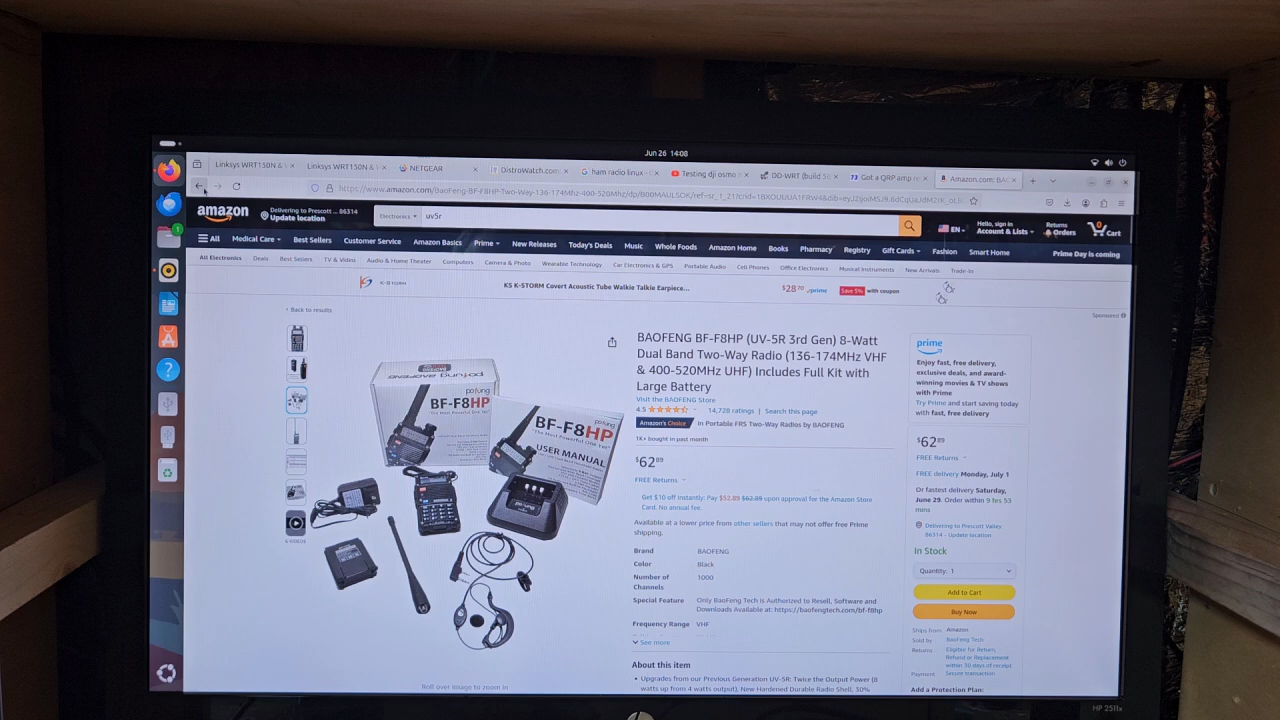 Jun 26 14:08
Linksys WRT150N &
Linksys WRT150N &
NETGEAR
DistroWatch.com:
ham radio linux - G
Testing dji osmo
DD-WRT (build 56
Got a QRP amp re
Amazon.com: BAO
amazon
Delivering to Prescott ... 86314
Update location
Electronics
uv5r
EN
Hello, sign in
Account & Lists
Returns
& Orders
0
Cart
All
Medical Care
Best Sellers
Customer Service
Amazon Basics
Prime
New Releases
Today's Deals
Music
Whole Foods
Amazon Home
Books
Pharmacy
Registry
Gift Cards
Fashion
Smart Home
Prime Day is coming
All Electronics
Deals
Best Sellers
TV & Video
Audio & Home Theater
Computers
Camera & Photo
Wearable Technology
Car Electronics & GPS
Portable Audio
Cell Phones
Office Electronics
Musical Instruments
New Arrivals
Trade-In
K-STORM
KS K-STORM Covert Acoustic Tube Walkie Talkie Earpiece...
$28.70 prime
Save 5% with coupon
Sponsored
‹ Back to results
pofung
BF-F8HP
pofung
BF-F8HP
USER MANUAL
6 VIDEOS
Roll over image to zoom in
BAOFENG BF-F8HP (UV-5R 3rd Gen) 8-Watt
Dual Band Two-Way Radio (136-174MHz VHF
& 400-520MHz UHF) Includes Full Kit with
Large Battery
Visit the BAOFENG Store
4.5 14,728 ratings | Search this page
Amazon's Choice in Portable FRS Two-Way Radios by BAOFENG
1K+ bought in past month
$62.89
FREE Returns
Get $10 off instantly: Pay $52.89 $62.89 upon approval for the Amazon Store
Card. No annual fee.
Available at a lower price from other sellers that may not offer free Prime
shipping.
Brand BAOFENG
Color Black
Number of Channels 1000
Special Feature Only BaoFeng Tech is Authorized to Resell, Software and
Downloads Available at: https://baofengtech.com/bf-f8hp
Frequency Range VHF
See more
About this item
• Upgrades from our Previous Generation UV-5R: Twice the Output Power (8
watts up from 4 watts output), New Hardened Durable Radio Shell, 30%
prime
Enjoy fast, free delivery,
exclusive deals, and award-
winning movies & TV shows
with Prime
Try Prime and start saving today
with fast, free delivery
$62.89
FREE Returns
FREE delivery Monday, July 1
Or fastest delivery Saturday,
June 29. Order within 9 hrs 53
mins
Delivering to Prescott Valley
86314 - Update location
In Stock
Quantity: 1
Add to Cart
Buy Now
Ships from Amazon
Sold by BaoFeng Tech
Returns Eligible for Return,
Refund or Replacement
within 30 days of receipt
Payment Secure transaction
Add a Protection Plan:
HP 2511x